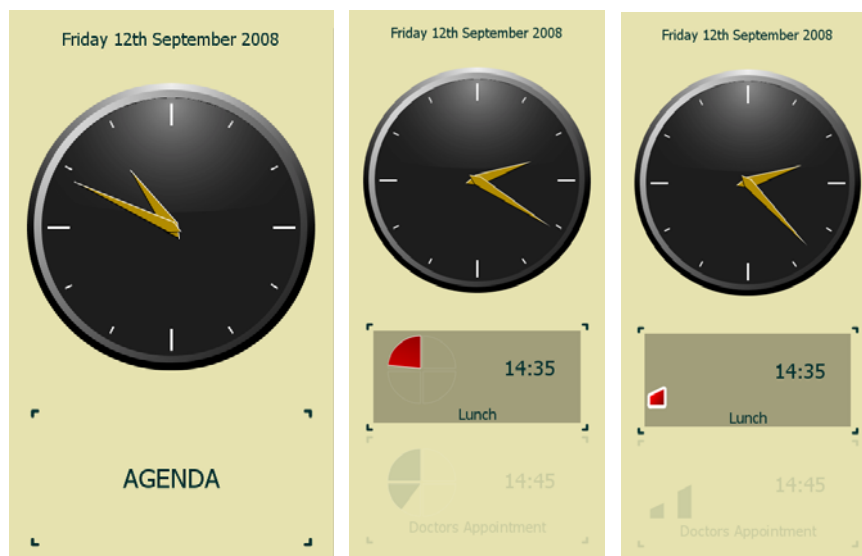 Friday 12th September 2008
AGENDA
Friday 12th September 2008
14:35
Lunch
14:45
Doctors Appointment
Friday 12th September 2008
14:35
Lunch
14:45
Doctors Appointment